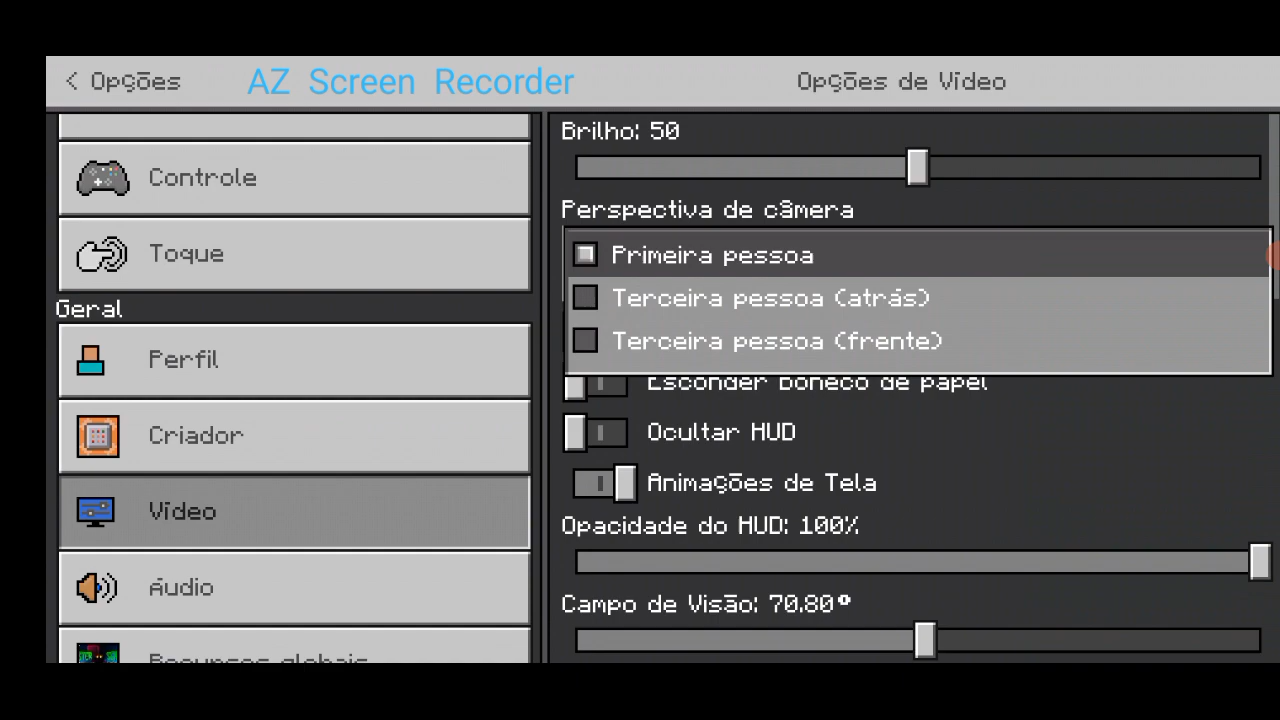 < Opções
AZ Screen Recorder
Opções de Vídeo
Controle
Toque
Geral
Perfil
Criador
Vídeo
Áudio
Recursos globais
Brilho: 50
Perspectiva de câmera
Primeira pessoa
Terceira pessoa (atrás)
Terceira pessoa (frente)
Esconder boneco de papel
Ocultar HUD
Animações de Tela
Opacidade do HUD: 100%
Campo de Visão: 70.80°